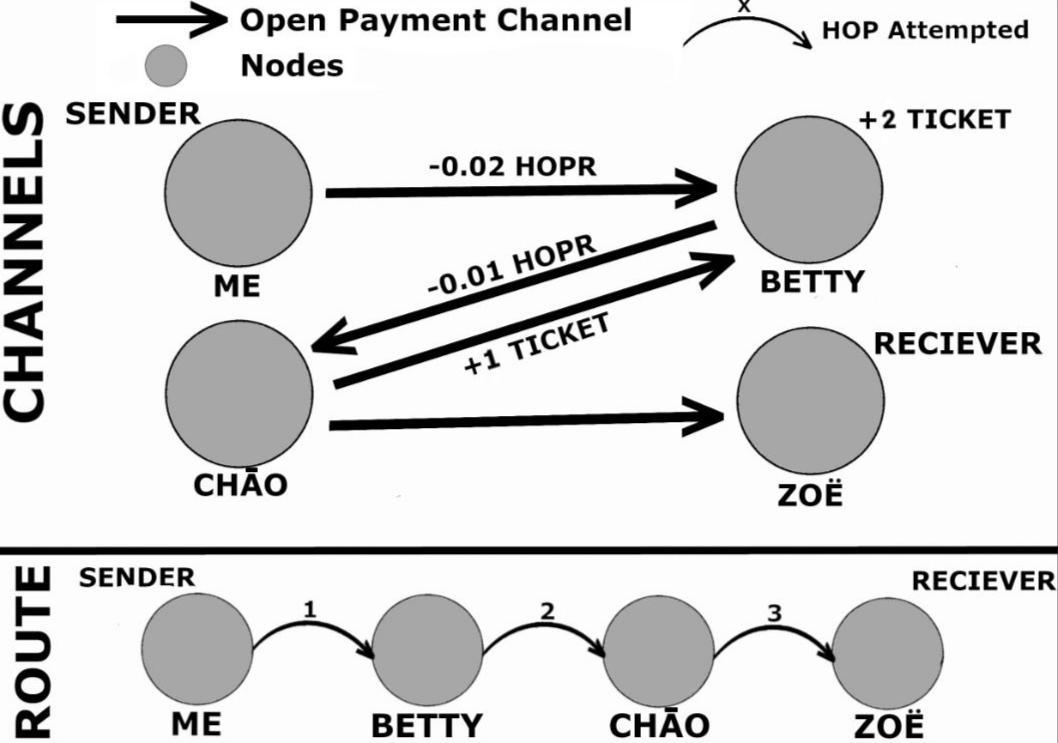 Open Payment Channel
X
HOP Attempted
Nodes
CHANNELS
SENDER
+2 TICKET
-0.02 HOPR
ME
BETTY
-0.01 HOPR
+1 TICKET
RECIEVER
CHĀO
ZOË
ROUTE
SENDER
RECIEVER
1
2
3
ME
BETTY
CHĀO
ZOË